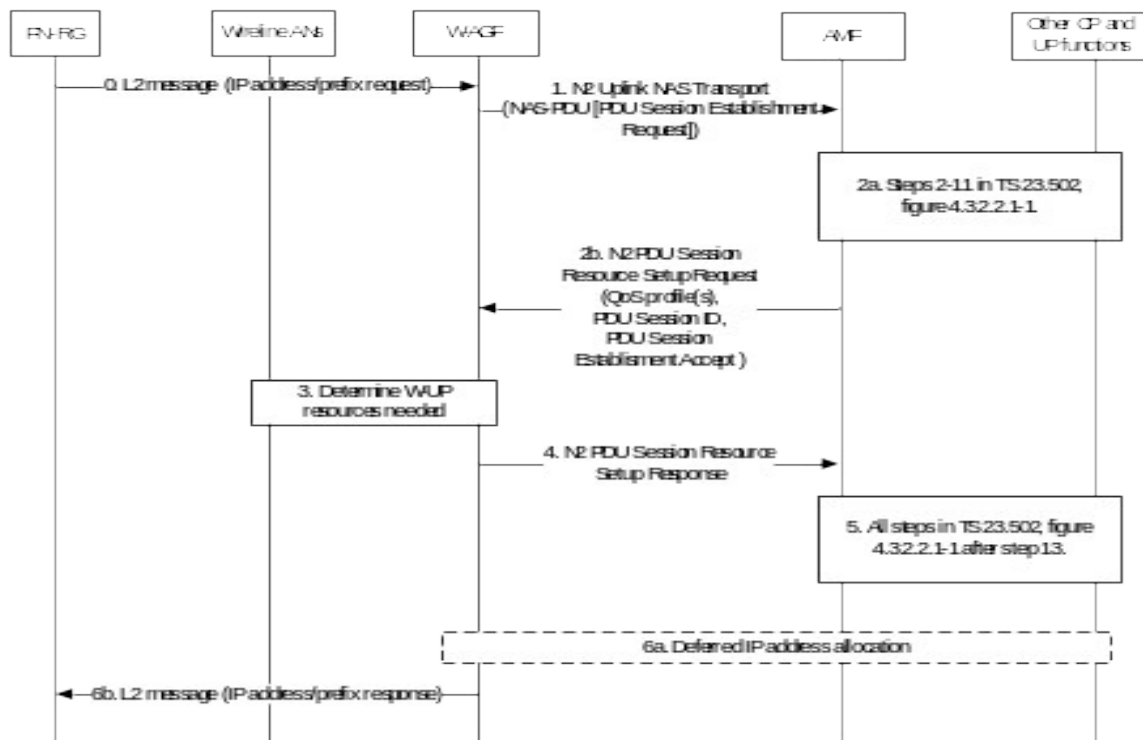 FN-RG
Wireline ANs
W-AGF
AMF
Other CP and
UP functions
0. L2 message (IP address/prefix request)
1. N2 Uplink NAS Transport
(NAS-PDU [PDU Session Establishment
Request])
2a. Steps 2-11 in TS 23.502,
figure 4.3.2.2.1-1.
2b. N2 PDU Session
Resource Setup Request
(QoS profile(s),
PDU Session ID,
PDU Session
Establisment Accept )
3. Determine W-UP
resources needed
4. N2 PDU Session Resource
Setup Response
5. All steps in TS 23.502, figure
4.3.2.2.1-1 after step 13.
6a. Deferred IP address allocation
6b. L2 message (IP address/prefix response)